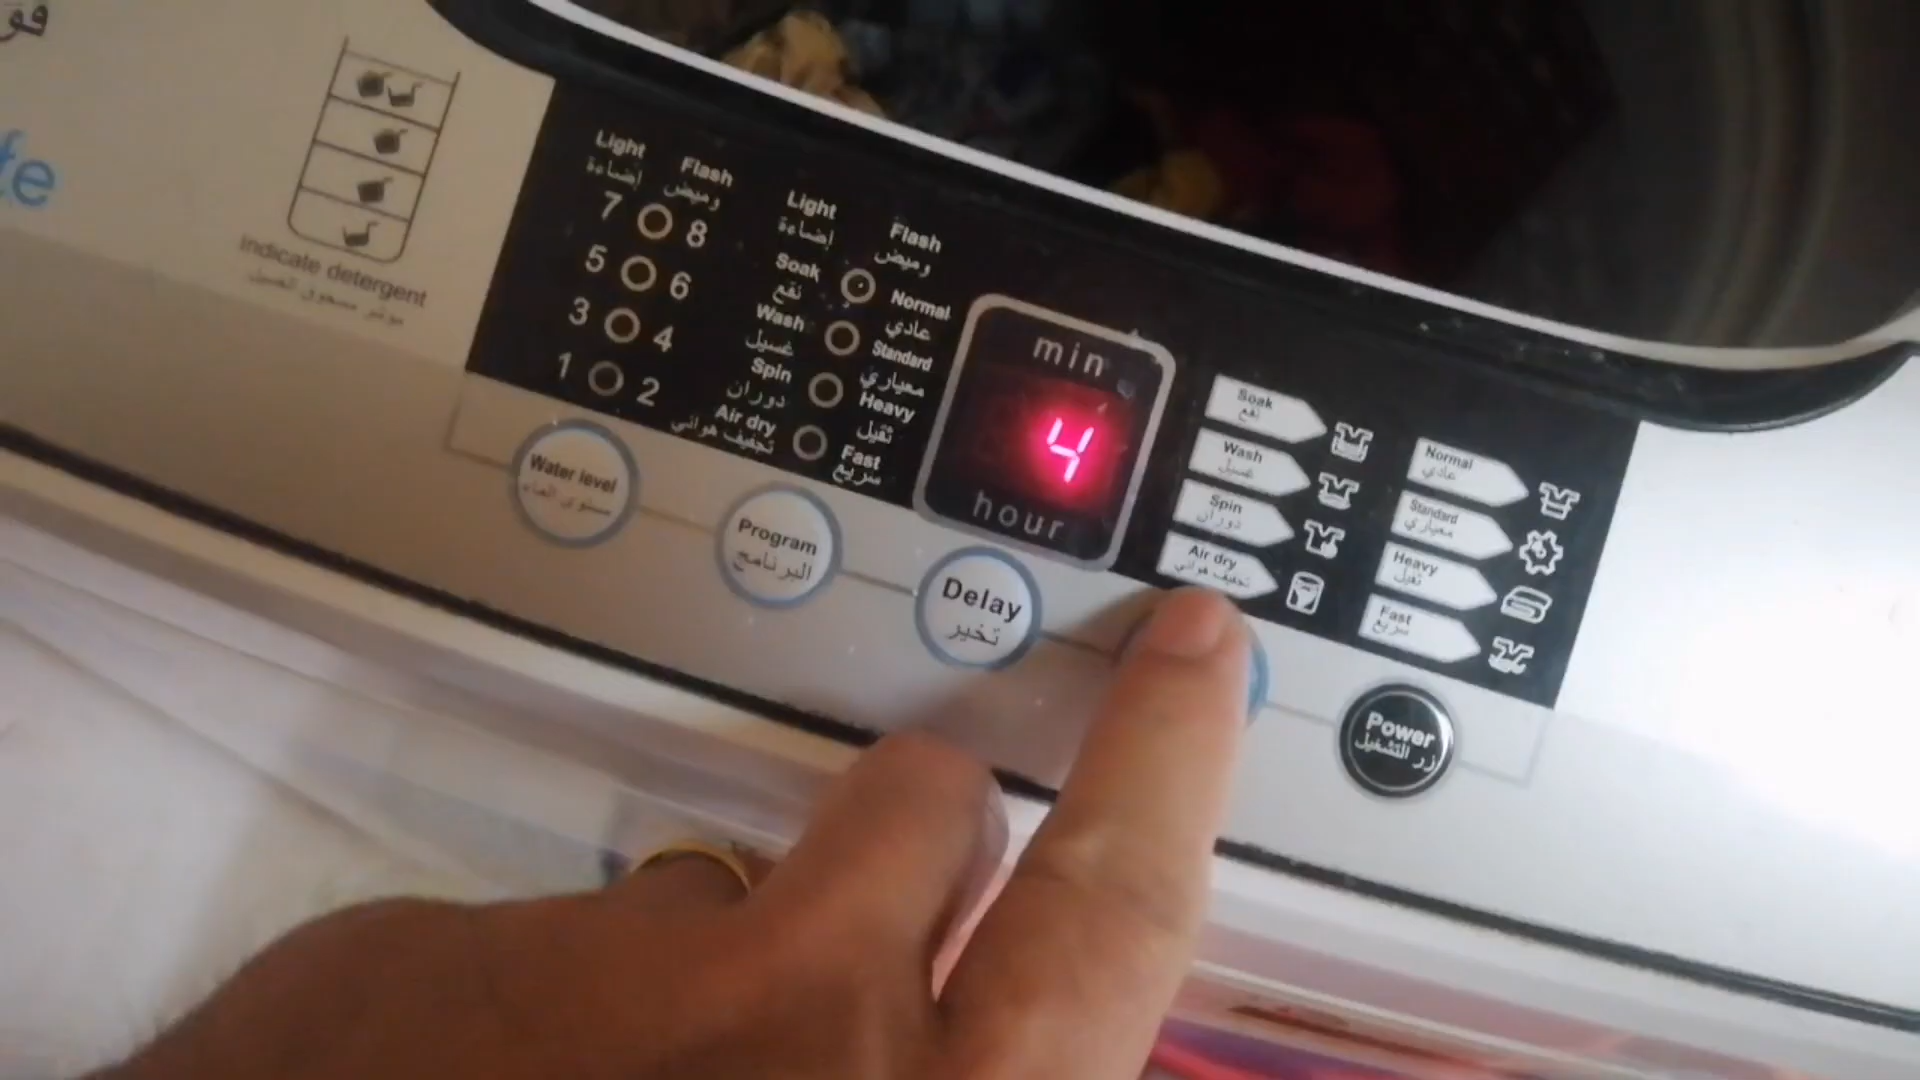 فو
te
Indicate detergent
مؤشر مسحوق الغسيل
Light
إضاءة
Flash
وميض
7 8
5 6
3 4
1 2
Light
إضاءة
Flash
وميض
Soak
نقع
Normal
عادي
Wash
غسيل
Standard
معياري
Spin
دوران
Heavy
ثقيل
Air dry
تجفيف هوائي
Fast
سريع
min
4
hour
Soak
نقع
Wash
غسيل
Spin
دوران
Air dry
تجفيف هوائي
Normal
عادي
Standard
معياري
Heavy
ثقيل
Fast
سريع
Water level
مستوى الماء
Program
البرنامج
Delay
تخير
Power
زر التشغيل